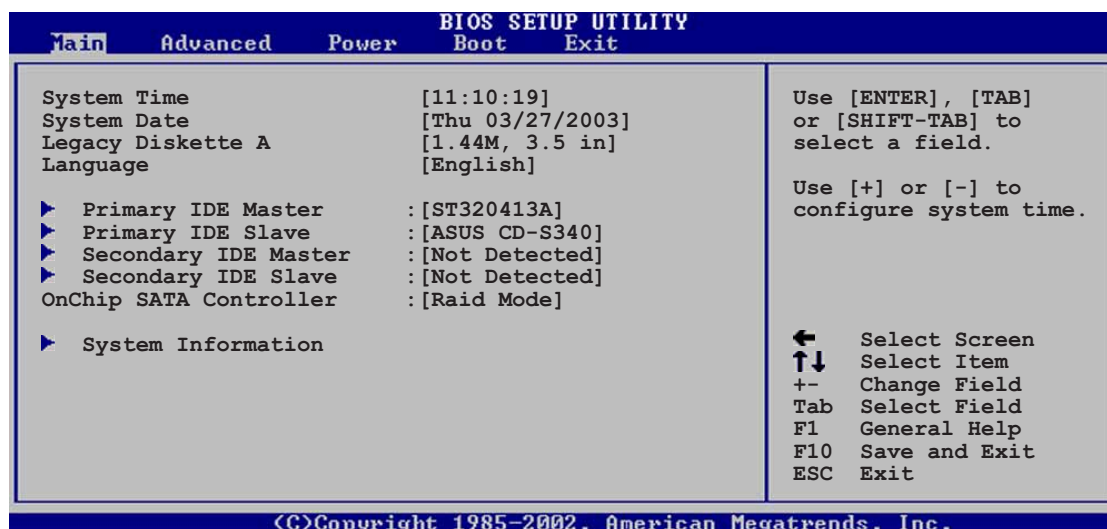 BIOS SETUP UTILITY
Main Advanced Power Boot Exit
System Time [11:10:19]
System Date [Thu 03/27/2003]
Legacy Diskette A [1.44M, 3.5 in]
Language [English]
Primary IDE Master :[ST320413A]
Primary IDE Slave :[ASUS CD-S340]
Secondary IDE Master :[Not Detected]
Secondary IDE Slave :[Not Detected]
OnChip SATA Controller :[Raid Mode]
System Information
Use [ENTER], [TAB]
or [SHIFT-TAB] to
select a field.
Use [+] or [-] to
configure system time.
← Select Screen
↑↓ Select Item
+- Change Field
Tab Select Field
F1 General Help
F10 Save and Exit
ESC Exit
(C)Copyright 1985-2002, American Megatrends, Inc.